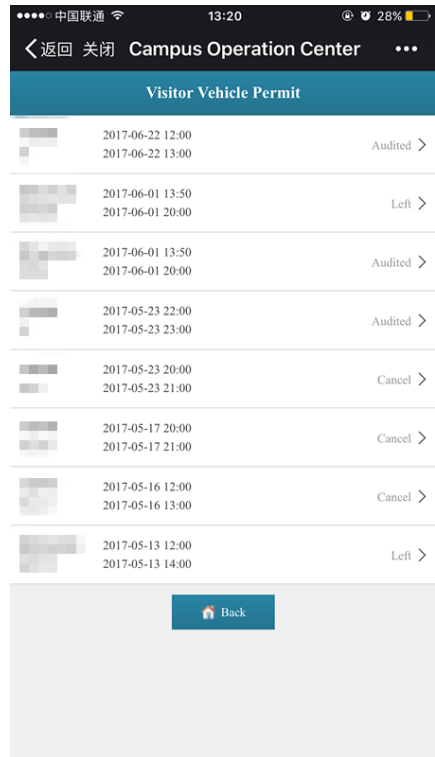 中国联通 13:20 28%
返回 关闭 Campus Operation Center
Visitor Vehicle Permit
2017-06-22 12:00
2017-06-22 13:00
Audited
2017-06-01 13:50
2017-06-01 20:00
Left
2017-06-01 13:50
2017-06-01 20:00
Audited
2017-05-23 22:00
2017-05-23 23:00
Audited
2017-05-23 20:00
2017-05-23 21:00
Cancel
2017-05-17 20:00
2017-05-17 21:00
Cancel
2017-05-16 12:00
2017-05-16 13:00
Cancel
2017-05-13 12:00
2017-05-13 14:00
Left
Back